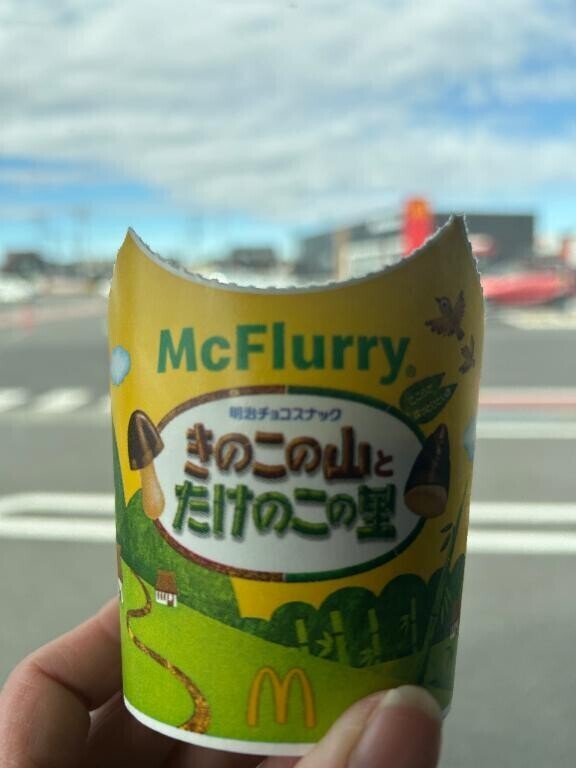 McFlurry®
明治チョコスナック
きのこの山と
たけのこの里